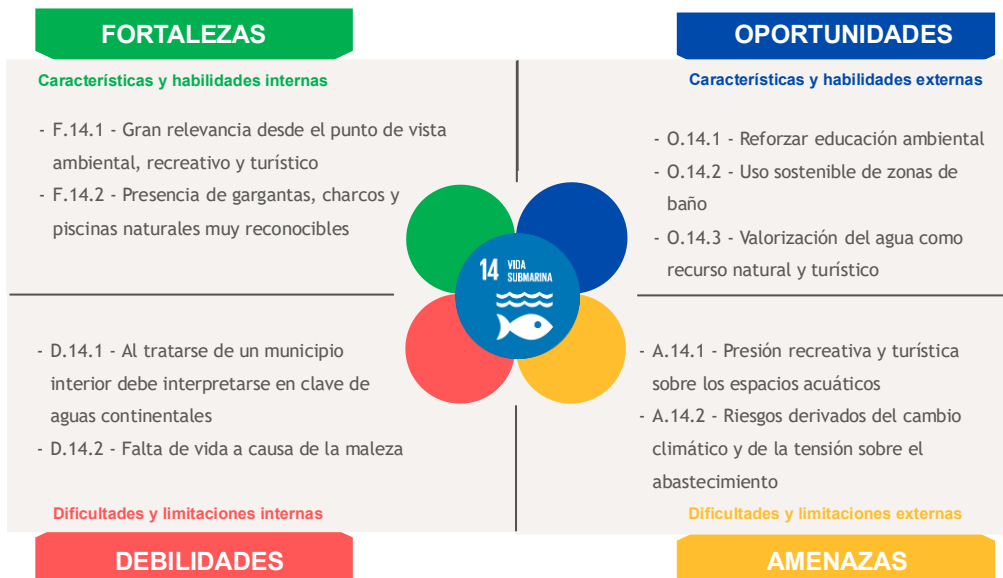 FORTALEZAS
Características y habilidades internas
- F.14.1 - Gran relevancia desde el punto de vista
ambiental, recreativo y turístico
- F.14.2 - Presencia de gargantas, charcos y
piscinas naturales muy reconocibles
OPORTUNIDADES
Características y habilidades externas
- O.14.1 - Reforzar educación ambiental
- O.14.2 - Uso sostenible de zonas de
baño
- O.14.3 - Valorización del agua como
recurso natural y turístico
14 VIDA
SUBMARINA
- D.14.1 - Al tratarse de un municipio
interior debe interpretarse en clave de
aguas continentales
- D.14.2 - Falta de vida a causa de la maleza
Dificultades y limitaciones internas
DEBILIDADES
- A.14.1 - Presión recreativa y turística
sobre los espacios acuáticos
- A.14.2 - Riesgos derivados del cambio
climático y de la tensión sobre el
abastecimiento
Dificultades y limitaciones externas
AMENAZAS